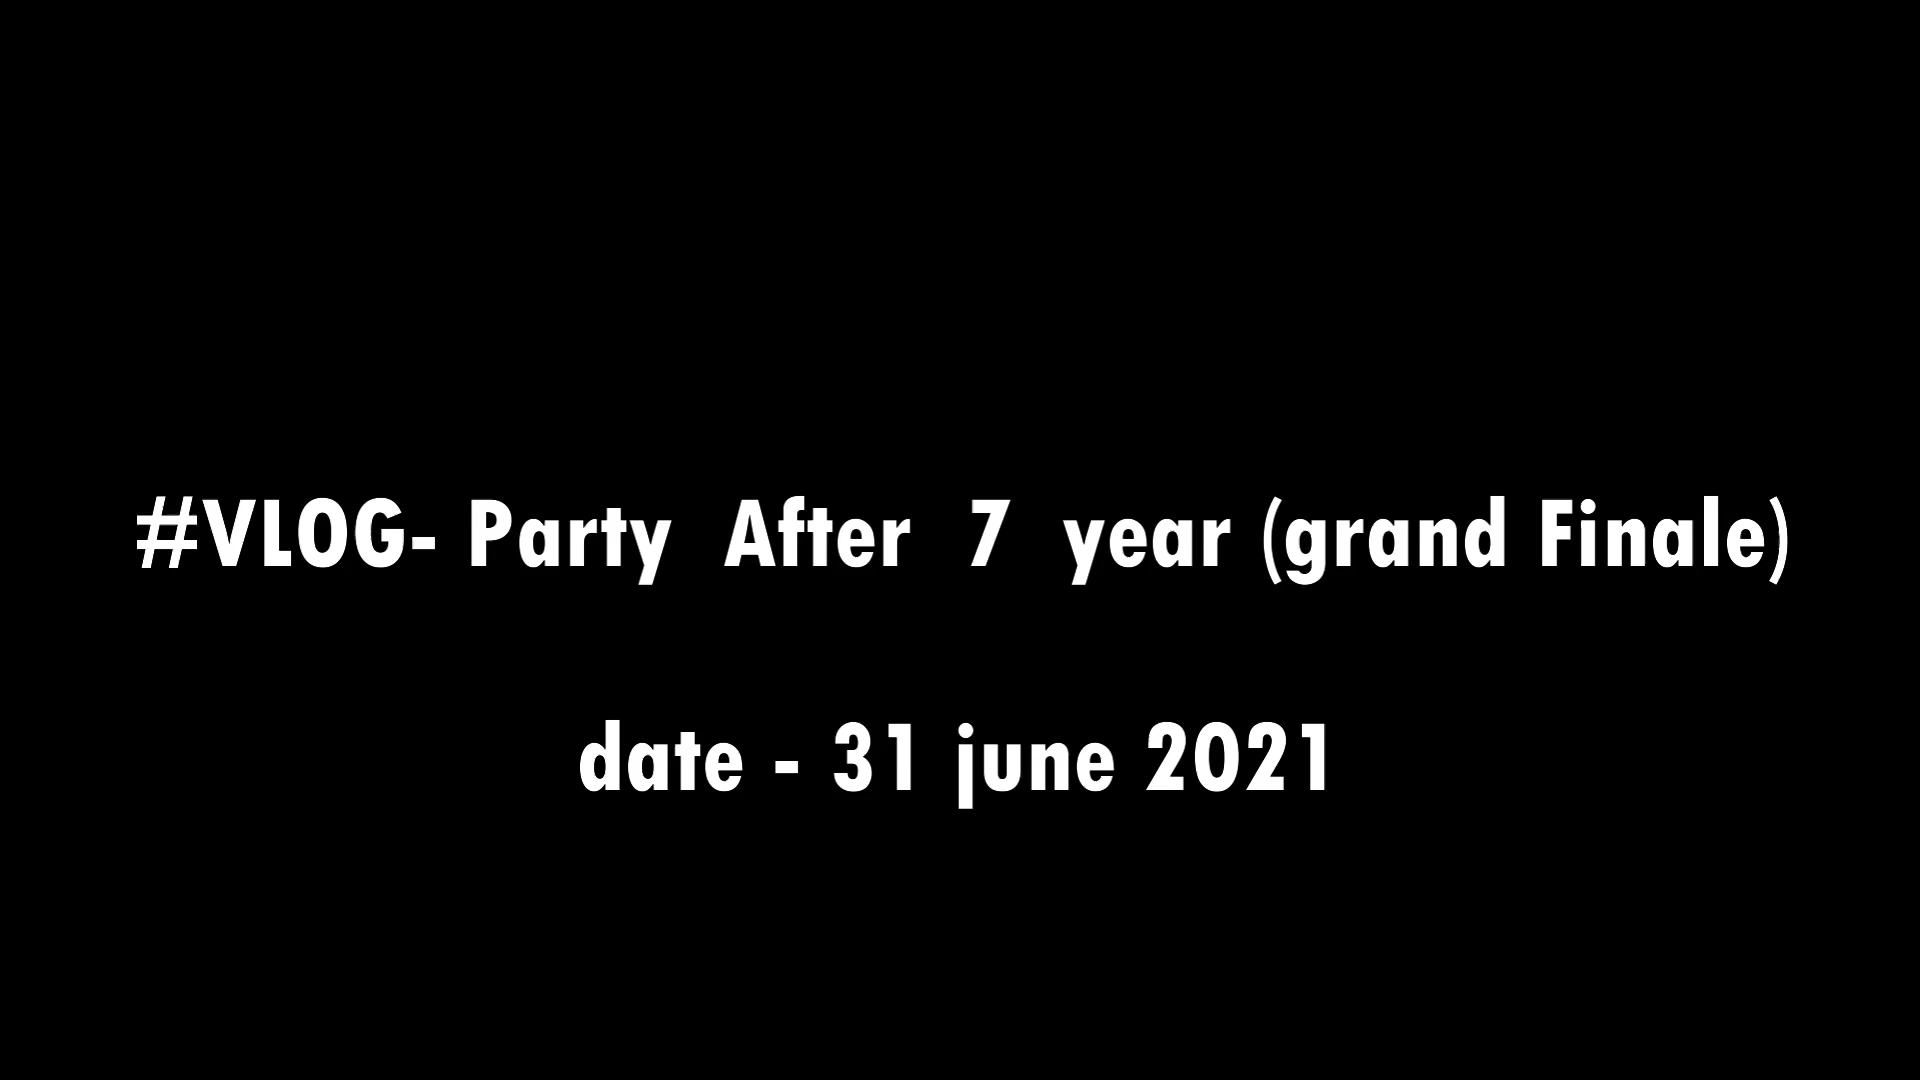 #VLOG- Party  After  7  year (grand Finale)
date - 31 june 2021